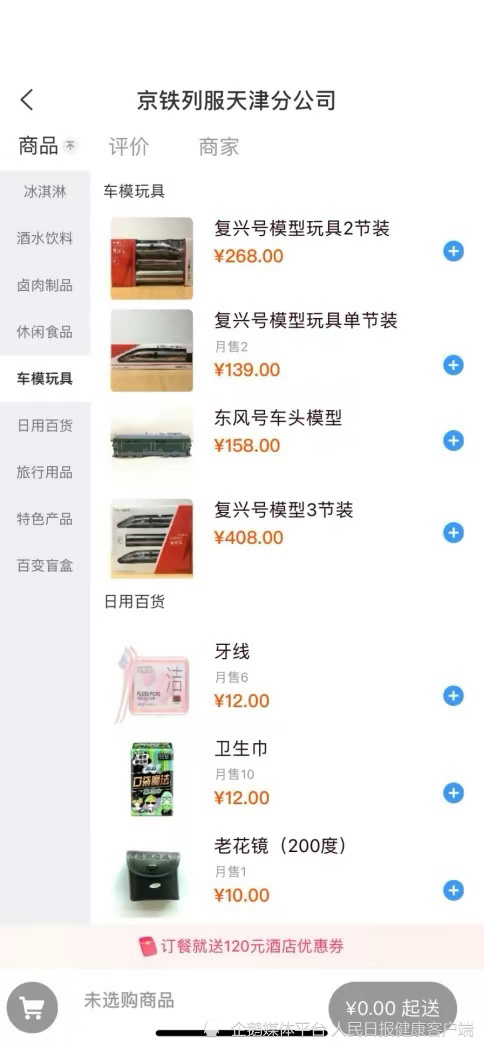 京铁列服天津分公司
商品
评价
商家
冰淇淋
酒水饮料
卤肉制品
休闲食品
车模玩具
日用百货
旅行用品
特色产品
百变盲盒
车模玩具
复兴号模型玩具2节装
¥268.00
复兴号模型玩具单节装
月售2
¥139.00
东风号车头模型
¥158.00
复兴号模型3节装
¥408.00
日用百货
牙线
月售6
¥12.00
洁
FLOSS PICKS
卫生巾
月售10
¥12.00
口袋魔法
老花镜（200度）
月售1
¥10.00
订餐就送120元酒店优惠券
未选购商品
¥0.00 起送
企鹅媒体平台 人民日报健康客户端